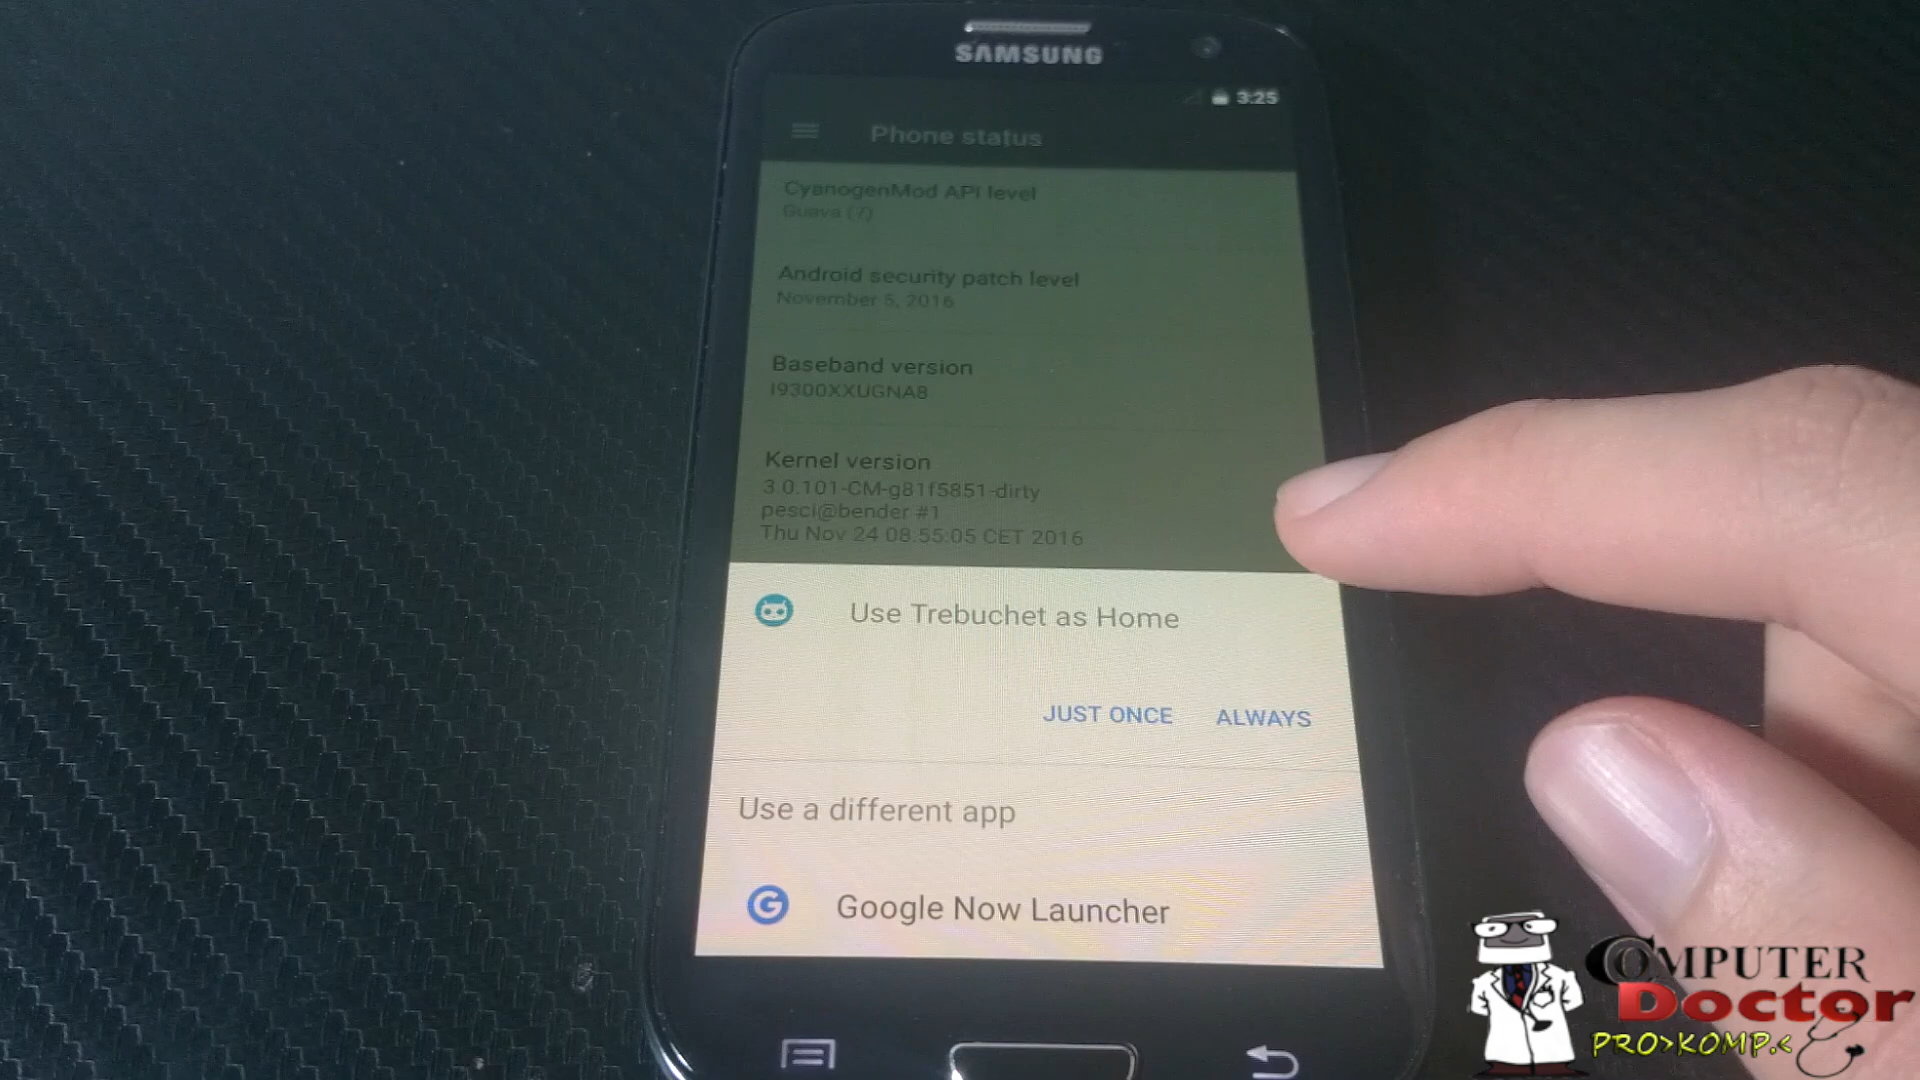 SAMSUNG
3:25
Phone status
CyanogenMod API level
Guava (7)
Android security patch level
November 5, 2016
Baseband version
I9300XXUGNA8
Kernel version
3.0.101-CM-g81f5851-dirty
pesci@bender #1
Thu Nov 24 08:55:05 CET 2016
Use Trebuchet as Home
JUST ONCE ALWAYS
Use a different app
Google Now Launcher
COMPUTER
Doctor
PRO>KOMP.<